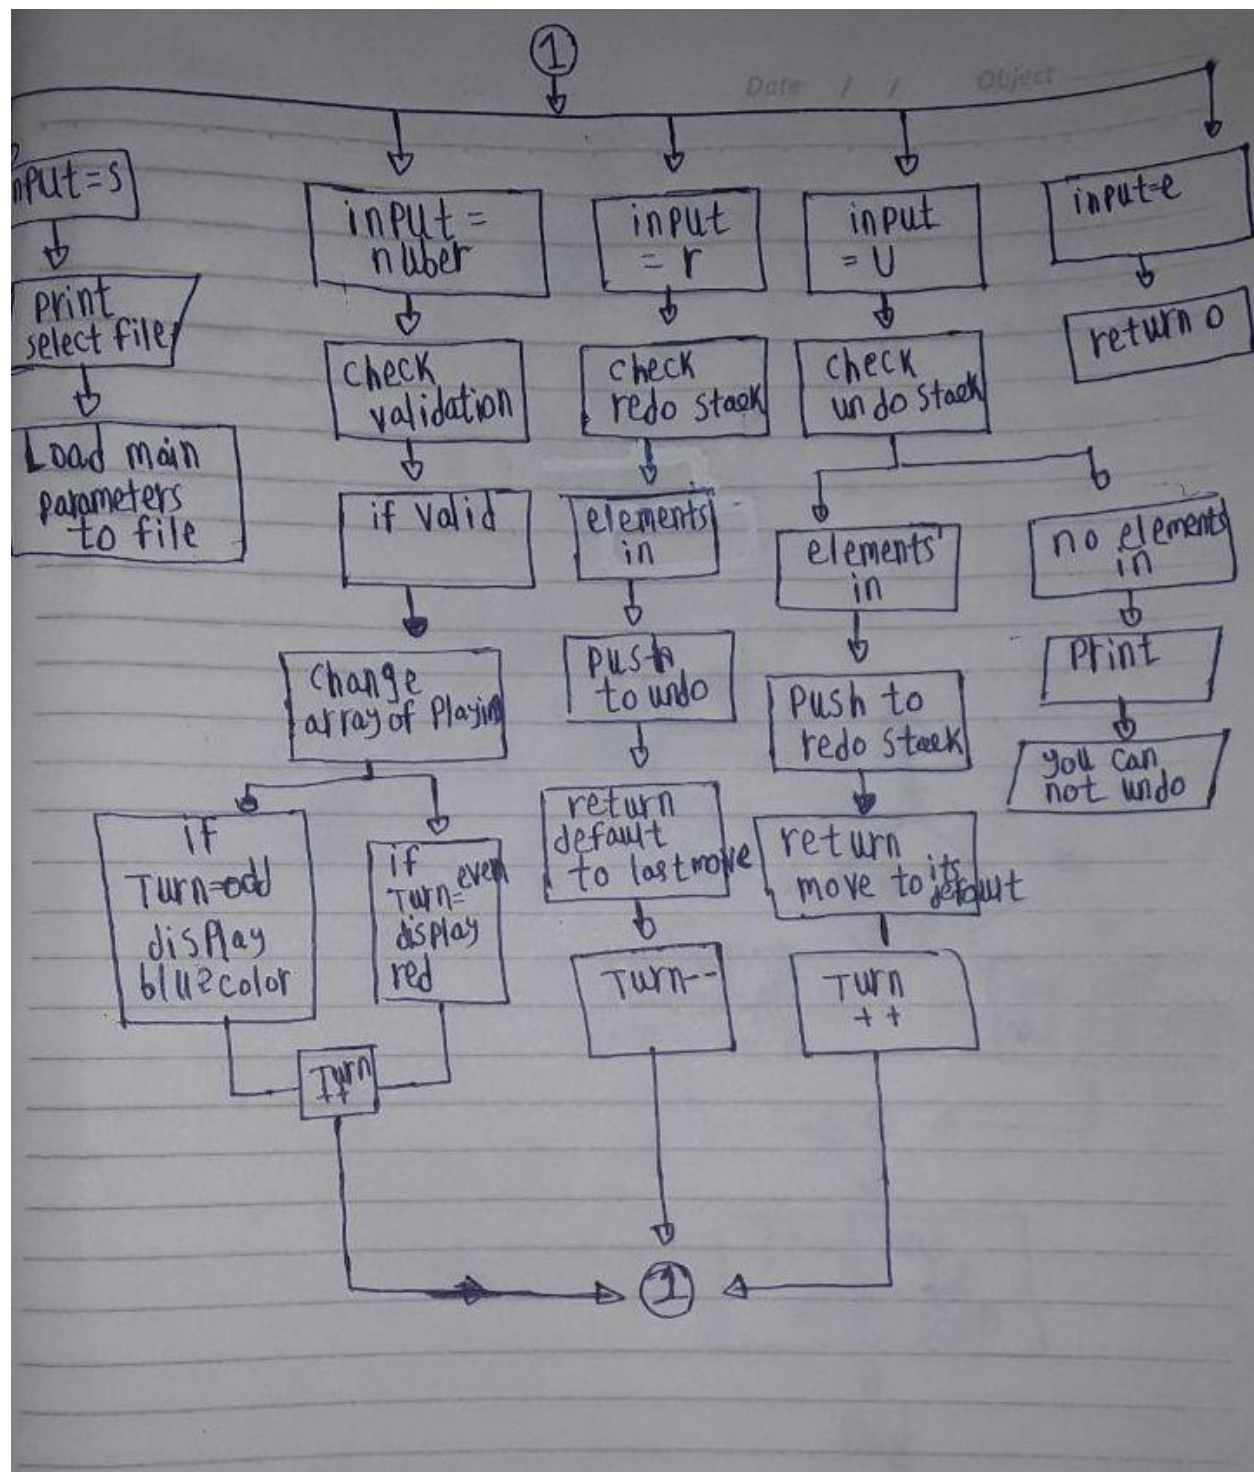 1
Date / / Object
nput=s
print
select file
Load main
parameters
to file
input =
nuber
check
validation
if valid
change
array of Playin
if
Turn=odd
display
blue color
if
Turn= even
display
red
Turn
++
input
= r
check
redo stack
elements
in
push
to undo
return
default
to last move
Turn--
input
= U
check
undo stack
elements
in
push to
redo stack
return
move to its
default
Turn
++
no elements
in
Print
you can
not undo
input=e
return 0
1